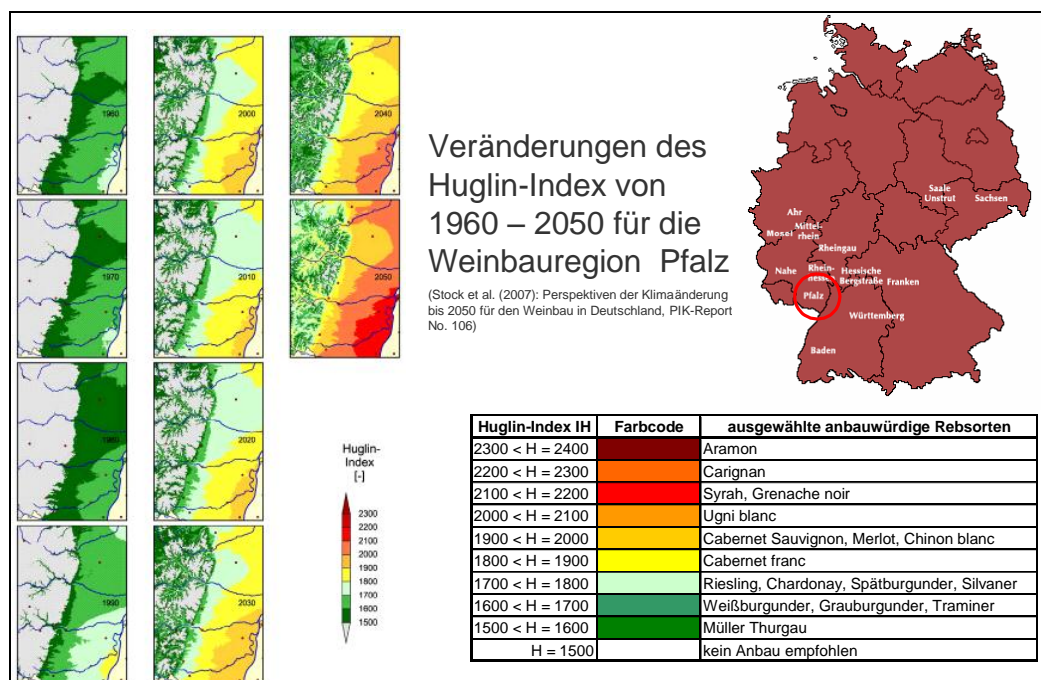 1960
2000
2040
1970
2010
2050
1980
2020
1990
2030
Veränderungen des
Huglin-Index von
1960 – 2050 für die
Weinbauregion Pfalz
(Stock et al. (2007): Perspektiven der Klimaänderung
bis 2050 für den Weinbau in Deutschland, PIK-Report
No. 106)
Saale
Unstrut
Sachsen
Ahr
Mittel-
Mosel
rhein
Rheingau
Nahe
Rhein-
hessen
Hessische
Bergstraße
Franken
Pfalz
Württemberg
Baden
Huglin-
Index
[-]
2300
2200
2100
2000
1900
1800
1700
1600
1500
Huglin-Index IH Farbcode ausgewählte anbauwürdige Rebsorten
2300 < H = 2400 Aramon
2200 < H = 2300 Carignan
2100 < H = 2200 Syrah, Grenache noir
2000 < H = 2100 Ugni blanc
1900 < H = 2000 Cabernet Sauvignon, Merlot, Chinon blanc
1800 < H = 1900 Cabernet franc
1700 < H = 1800 Riesling, Chardonay, Spätburgunder, Silvaner
1600 < H = 1700 Weißburgunder, Grauburgunder, Traminer
1500 < H = 1600 Müller Thurgau
H = 1500 kein Anbau empfohlen